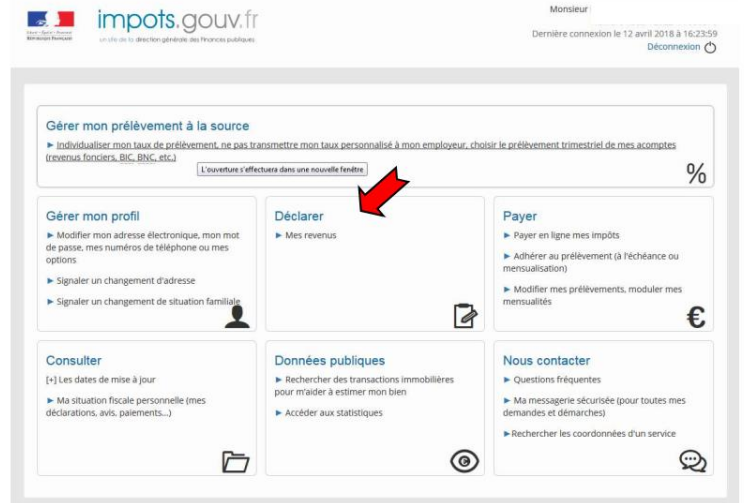 Monsieur
impots.gouv.fr
un site de la direction générale des Finances publiques
Liberté • Égalité • Fraternité
RÉPUBLIQUE FRANÇAISE
Dernière connexion le 12 avril 2018 à 16:23:59
Déconnexion
Gérer mon prélèvement à la source
► Individualiser mon taux de prélèvement, ne pas transmettre mon taux personnalisé à mon employeur, choisir le prélèvement trimestriel de mes acomptes
(revenus fonciers, BIC, BNC, etc.)
L'ouverture s'effectuera dans une nouvelle fenêtre
%
Gérer mon profil
► Modifier mon adresse électronique, mon mot
de passe, mes numéros de téléphone ou mes
options
► Signaler un changement d'adresse
► Signaler un changement de situation familiale
Déclarer
► Mes revenus
Payer
► Payer en ligne mes impôts
► Adhérer au prélèvement (à l'échéance ou
mensualisation)
► Modifier mes prélèvements, moduler mes
mensualités
€
Consulter
[+] Les dates de mise à jour
► Ma situation fiscale personnelle (mes
déclarations, avis, paiements...)
Données publiques
► Rechercher des transactions immobilières
pour m'aider à estimer mon bien
► Accéder aux statistiques
Nous contacter
► Questions fréquentes
► Ma messagerie sécurisée (pour toutes mes
demandes et démarches)
►Rechercher les coordonnées d'un service